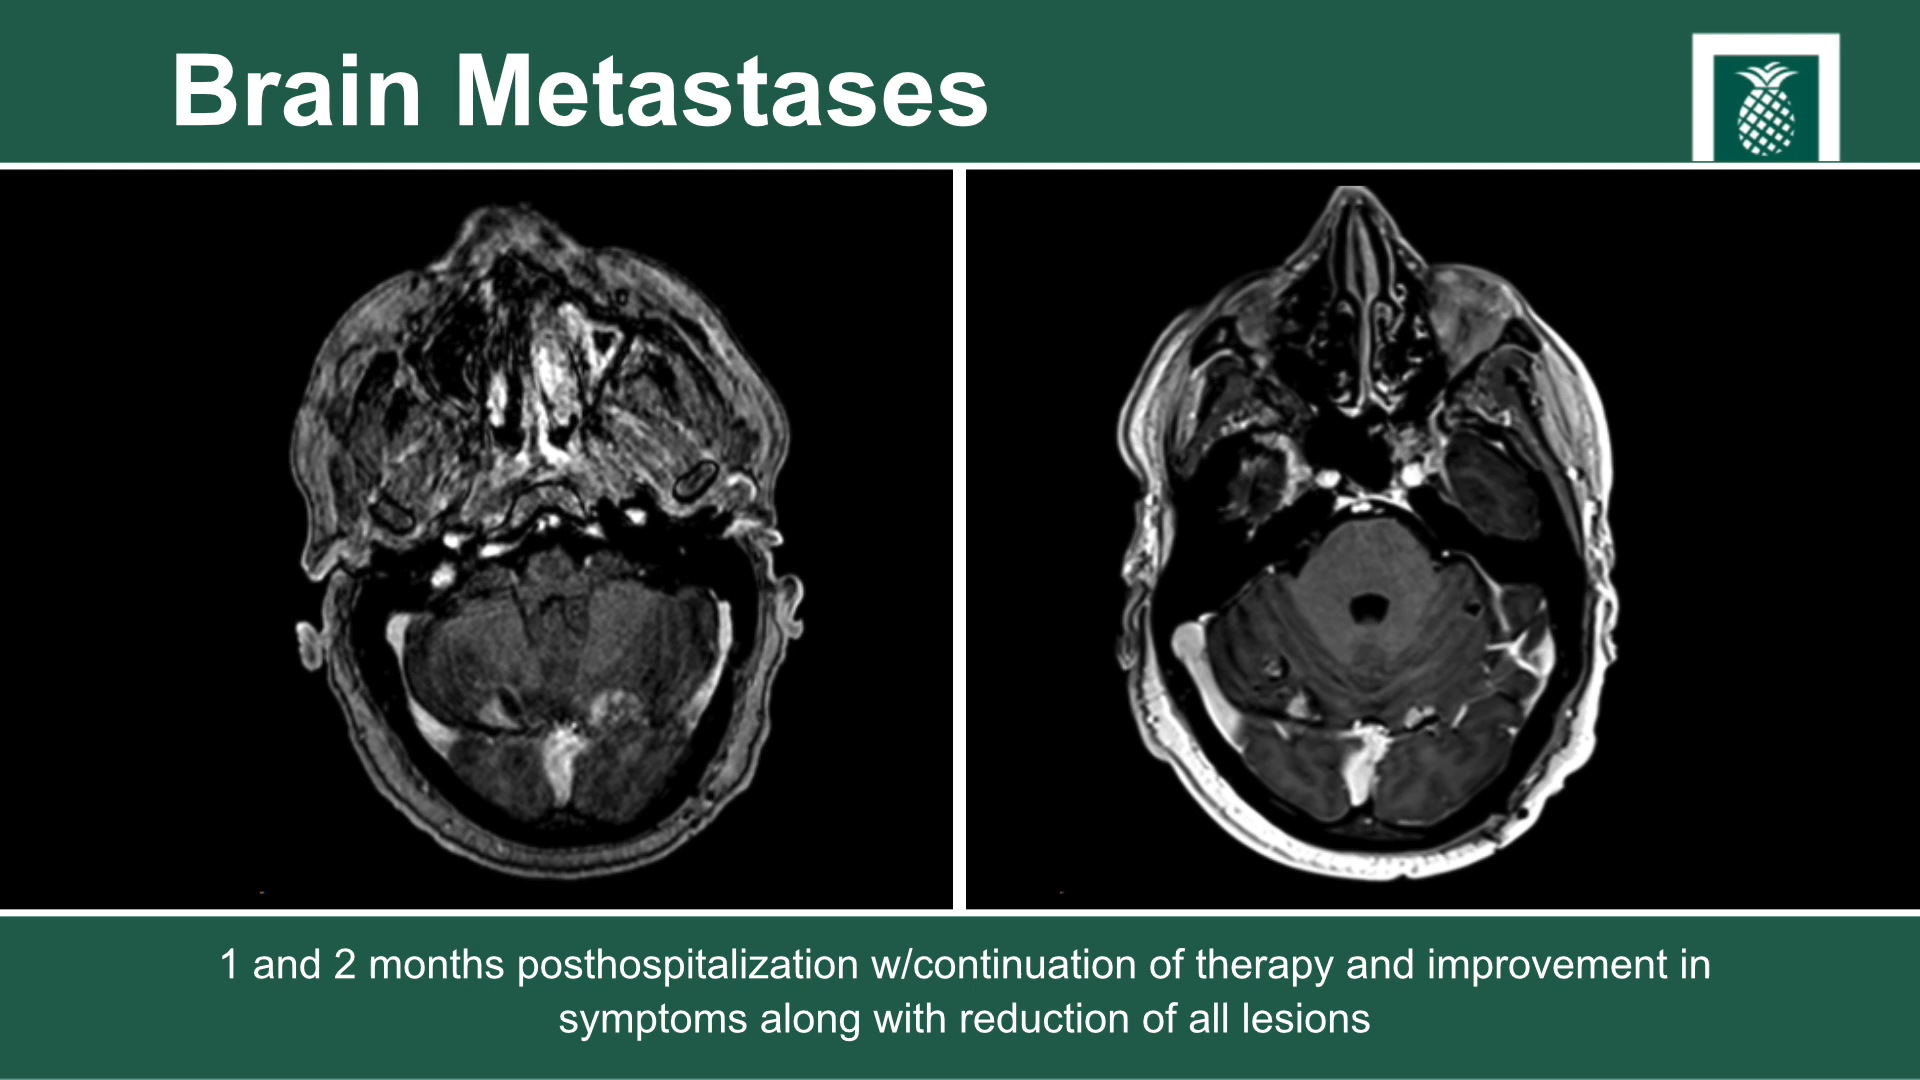 Brain Metastases
1 and 2 months posthospitalization w/continuation of therapy and improvement in
symptoms along with reduction of all lesions